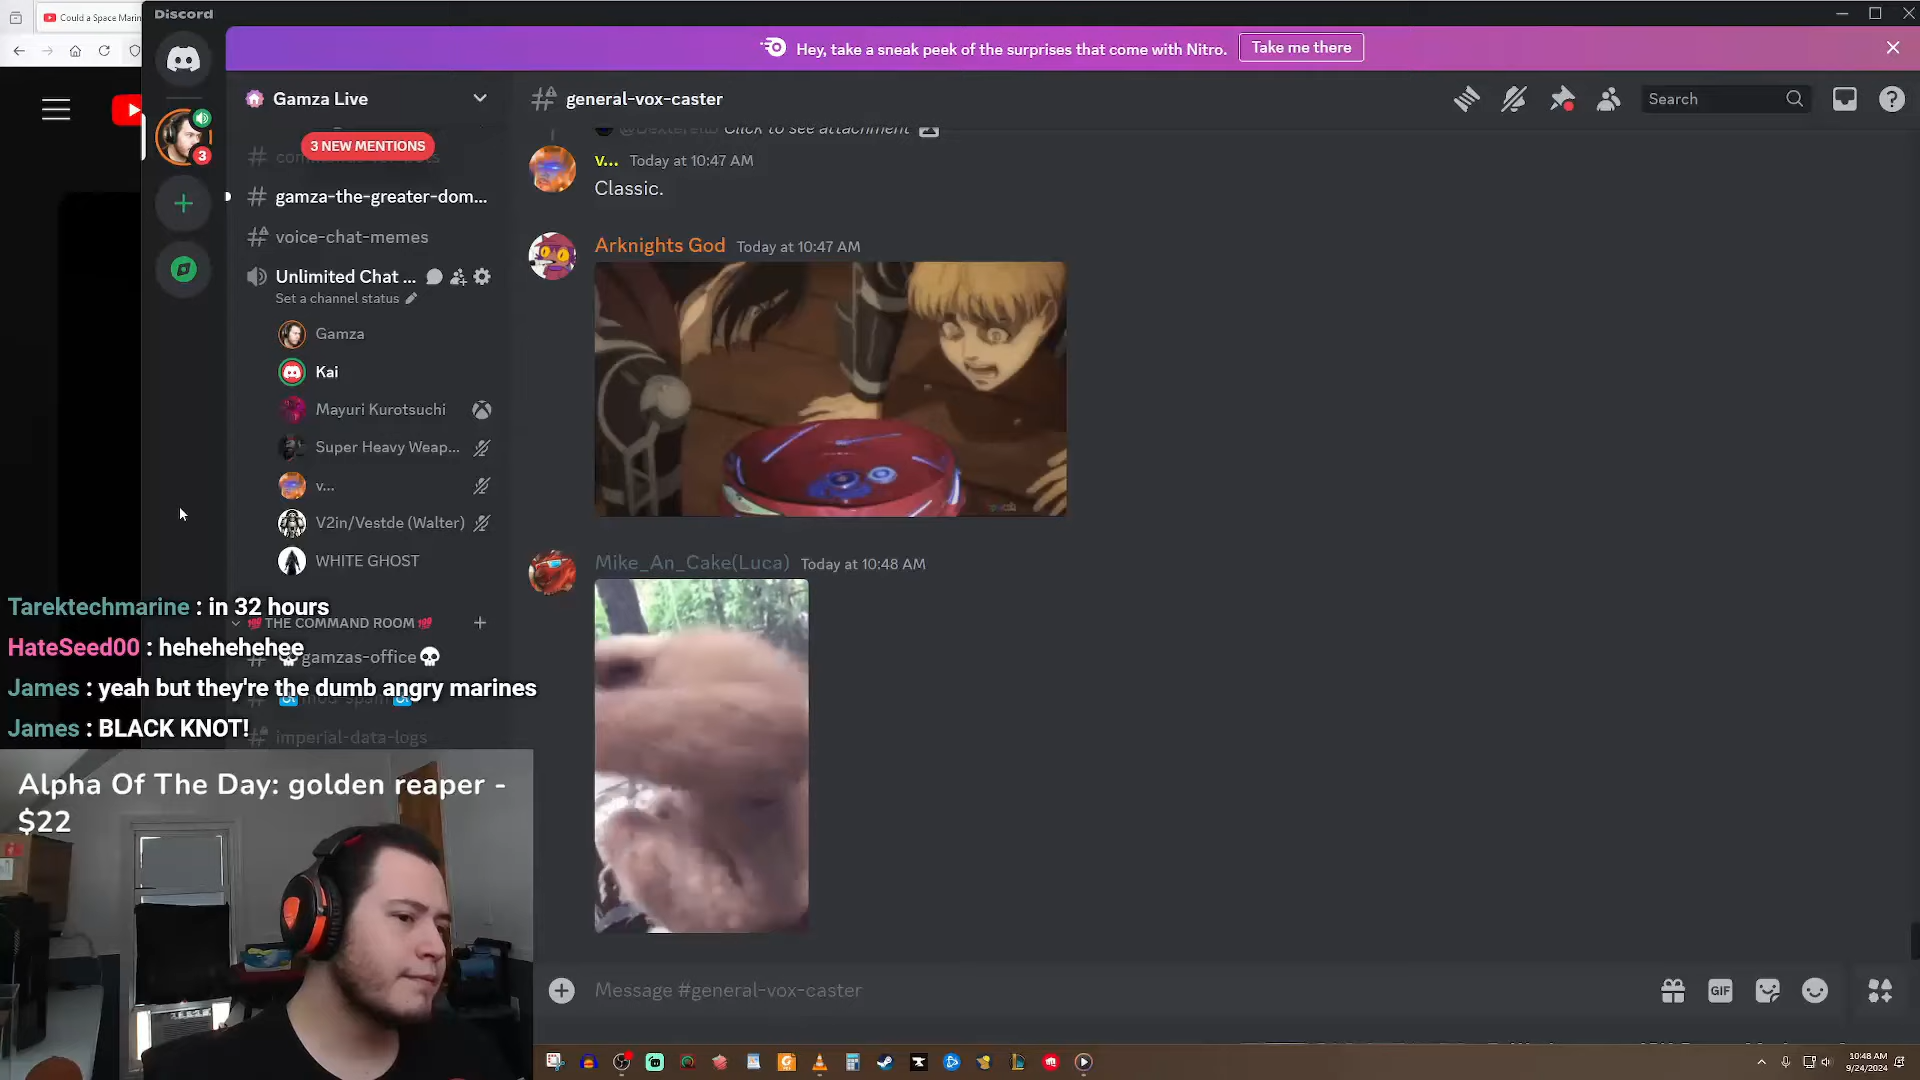 Discord
Could a Space Marin
Hey, take a sneak peek of the surprises that come with Nitro.
Take me there
Gamza Live
general-vox-caster
Search
3 NEW MENTIONS
3
Click to see attachment
v... Today at 10:47 AM
Classic.
gamza-the-greater-dom...
voice-chat-memes
Arknights God Today at 10:47 AM
Unlimited Chat ...
Set a channel status
Gamza
Kai
Mayuri Kurotsuchi
Super Heavy Weap...
v...
V2in/Vestde (Walter)
WHITE GHOST
Mike_An_Cake(Luca) Today at 10:48 AM
Tarektechmarine : in 32 hours
THE COMMAND ROOM
HateSeed00 : hehehehehee
gamzas-office
James : yeah but they're the dumb angry marines
James : BLACK KNOT!
imperial-data-logs
Alpha Of The Day: golden reaper -
$22
Message #general-vox-caster
GIF
10:48 AM
9/24/2024